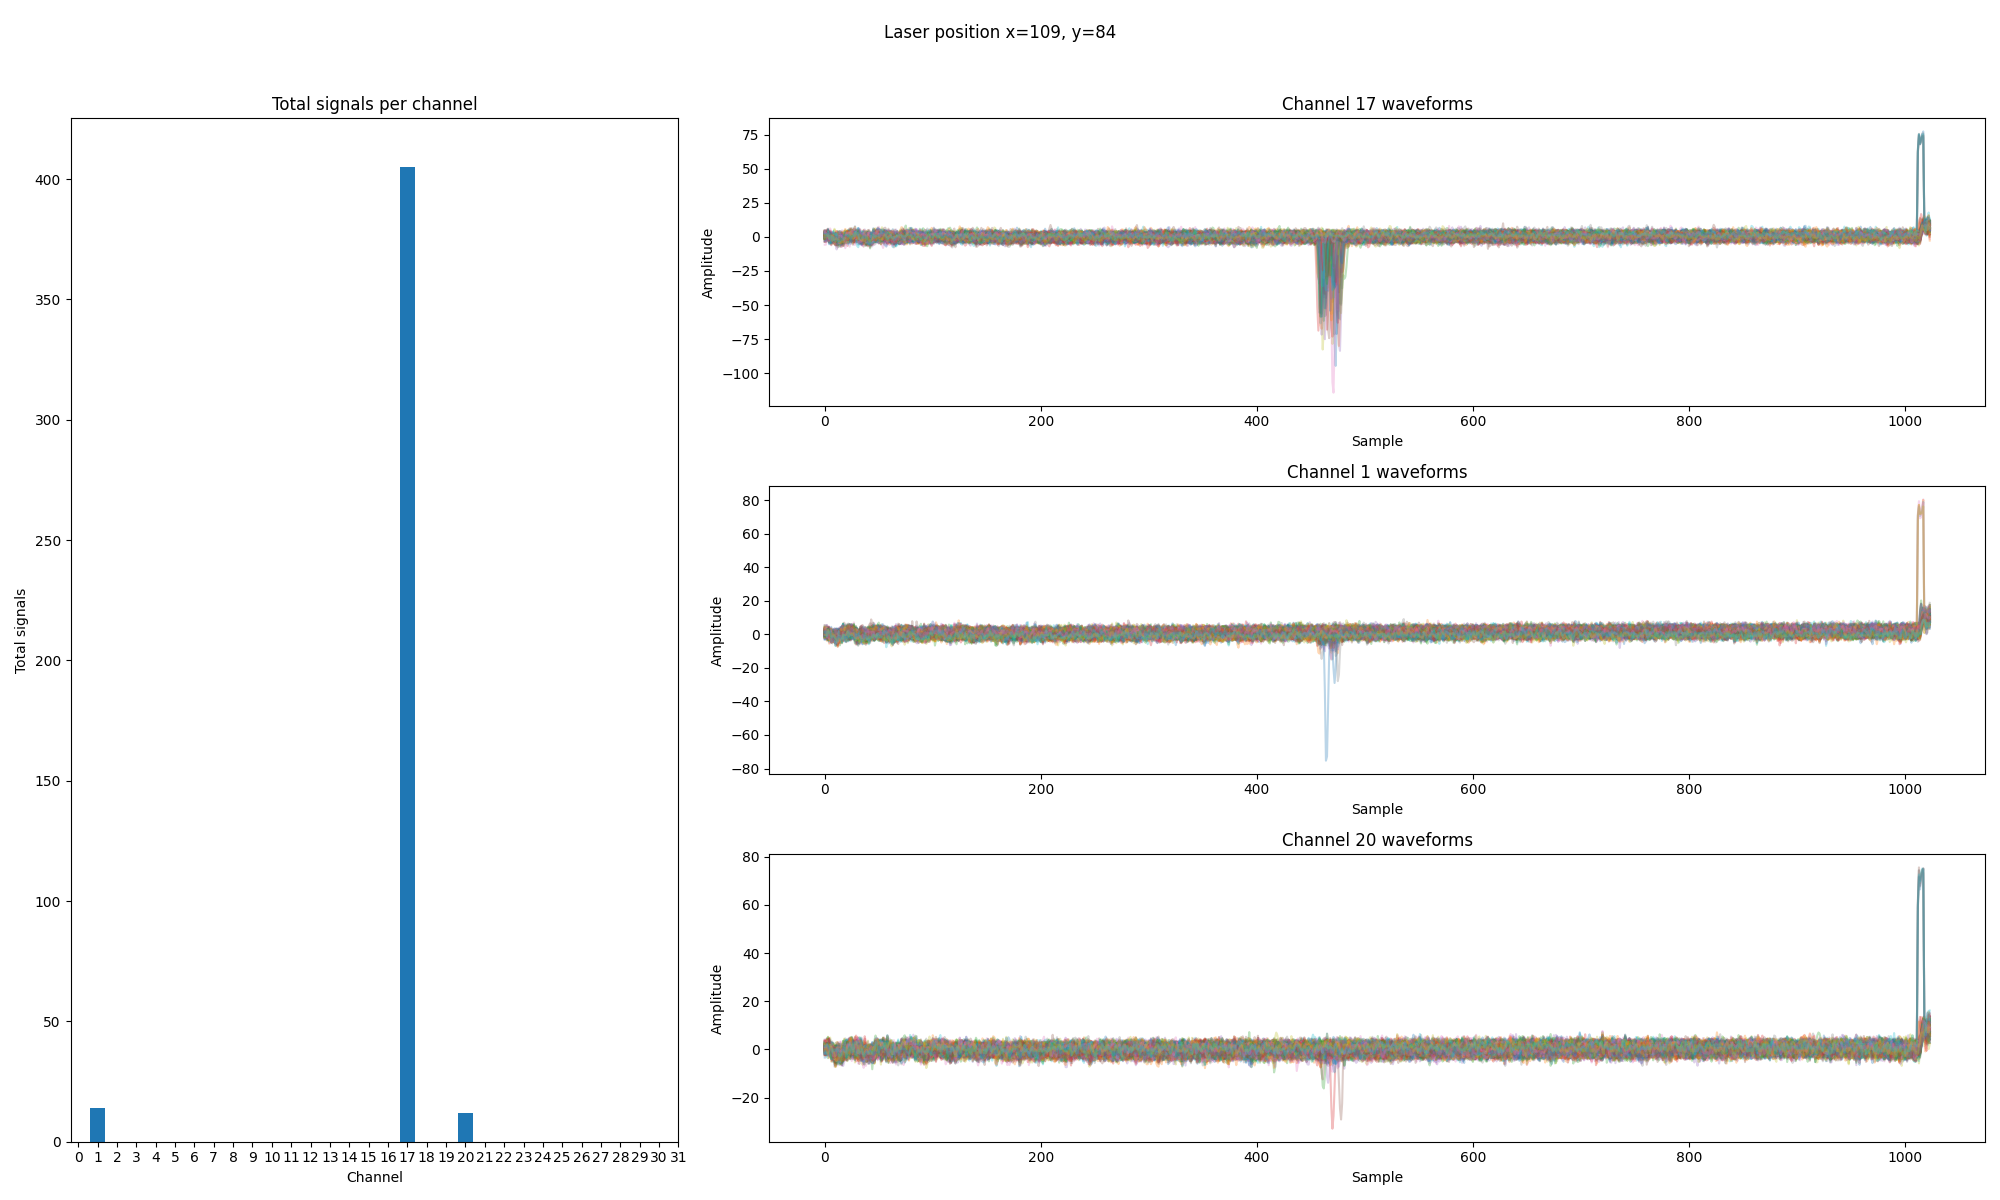 Laser position x=109, y=84
Total signals per channel
Total signals
400
350
300
250
200
150
100
50
0
0 1 2 3 4 5 6 7 8 9 10 11 12 13 14 15 16 17 18 19 20 21 22 23 24 25 26 27 28 29 30 31
Channel
Channel 17 waveforms
Amplitude
75
50
25
0
−25
−50
−75
−100
0 200 400 600 800 1000
Sample
Channel 1 waveforms
Amplitude
80
60
40
20
0
−20
−40
−60
−80
0 200 400 600 800 1000
Sample
Channel 20 waveforms
Amplitude
80
60
40
20
0
−20
0 200 400 600 800 1000
Sample